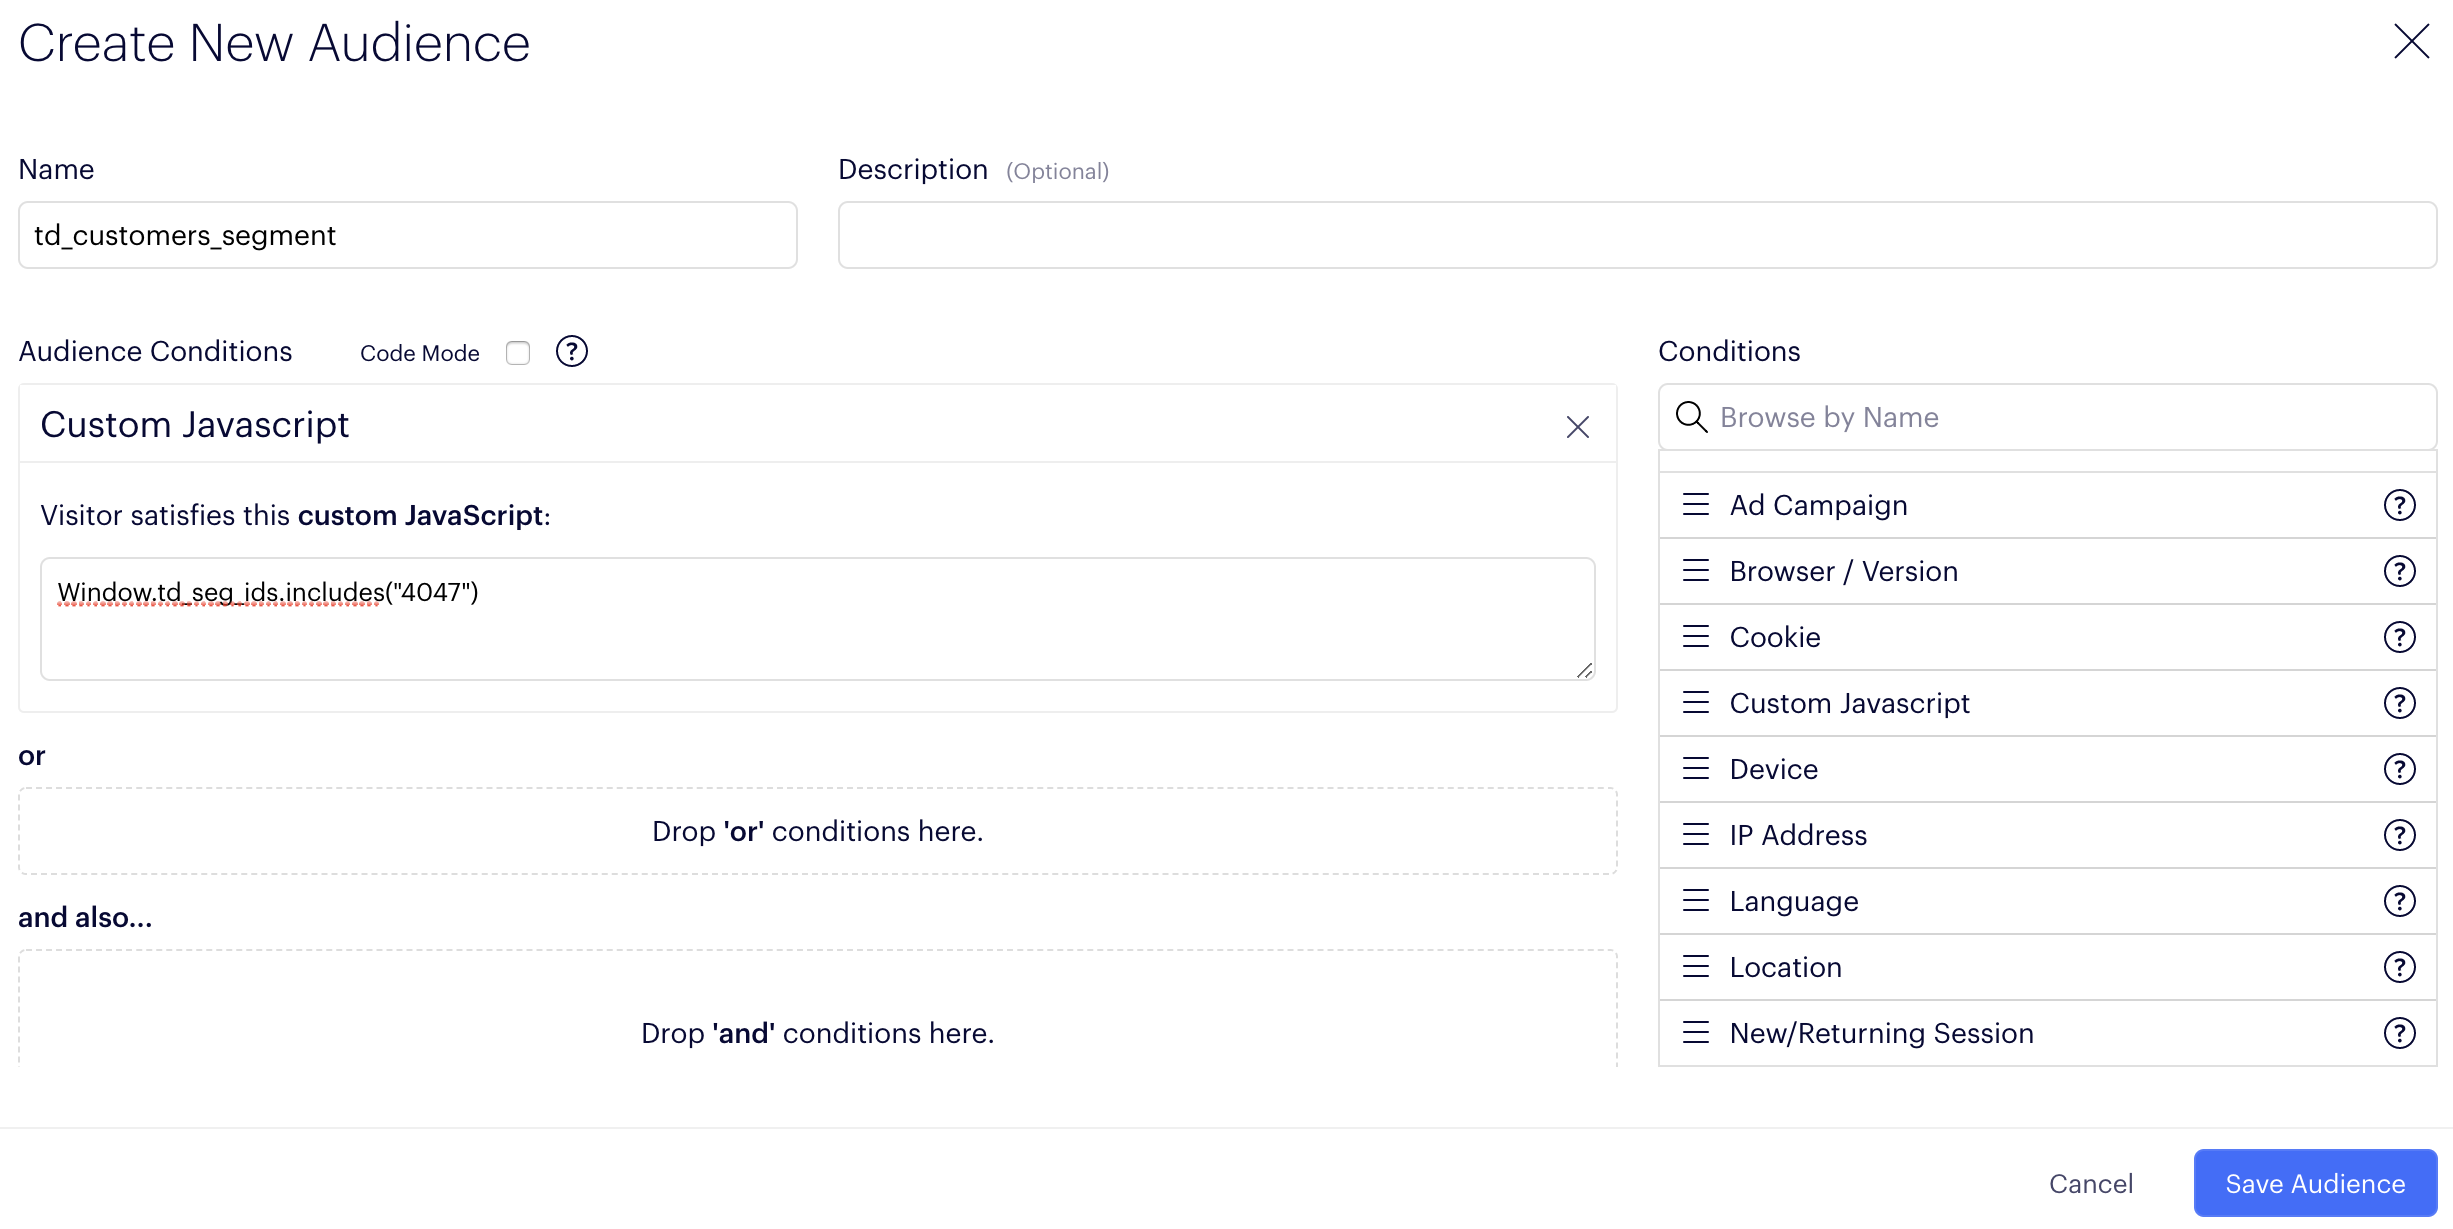 Create New Audience
Name
Description (Optional)
td_customers_segment
Audience Conditions Code Mode ?
Conditions
Custom Javascript
Browse by Name
Visitor satisfies this custom JavaScript:
Window.td_seg_ids.includes("4047")
Ad Campaign ?
Browser / Version ?
Cookie ?
Custom Javascript ?
Device ?
IP Address ?
Language ?
Location ?
New/Returning Session ?
or
Drop 'or' conditions here.
and also...
Drop 'and' conditions here.
Cancel
Save Audience